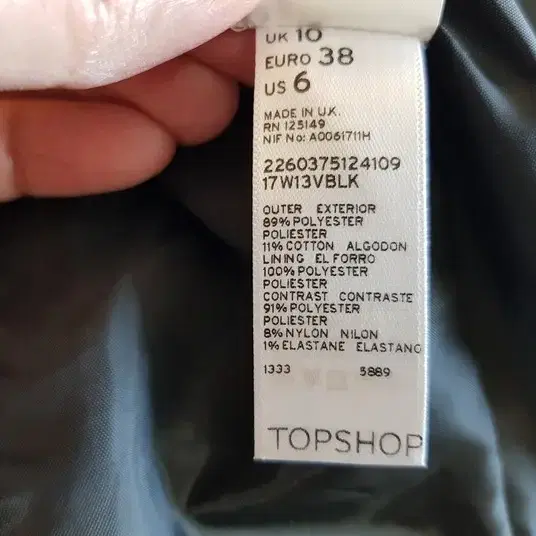 UK 10
EURO 38
US 6
MADE IN U.K.
RN 125149
NIF No: A0061711H
2260375124109
17W13VBLK
OUTER EXTERIOR
89% POLYESTER
POLIESTER
11% COTTON ALGODON
LINING EL FORRO
100% POLYESTER
POLIESTER
CONTRAST CONTRASTE
91% POLYESTER
POLIESTER
8% NYLON NILON
1% ELASTANE ELASTANO
1333 5889
TOPSHOP